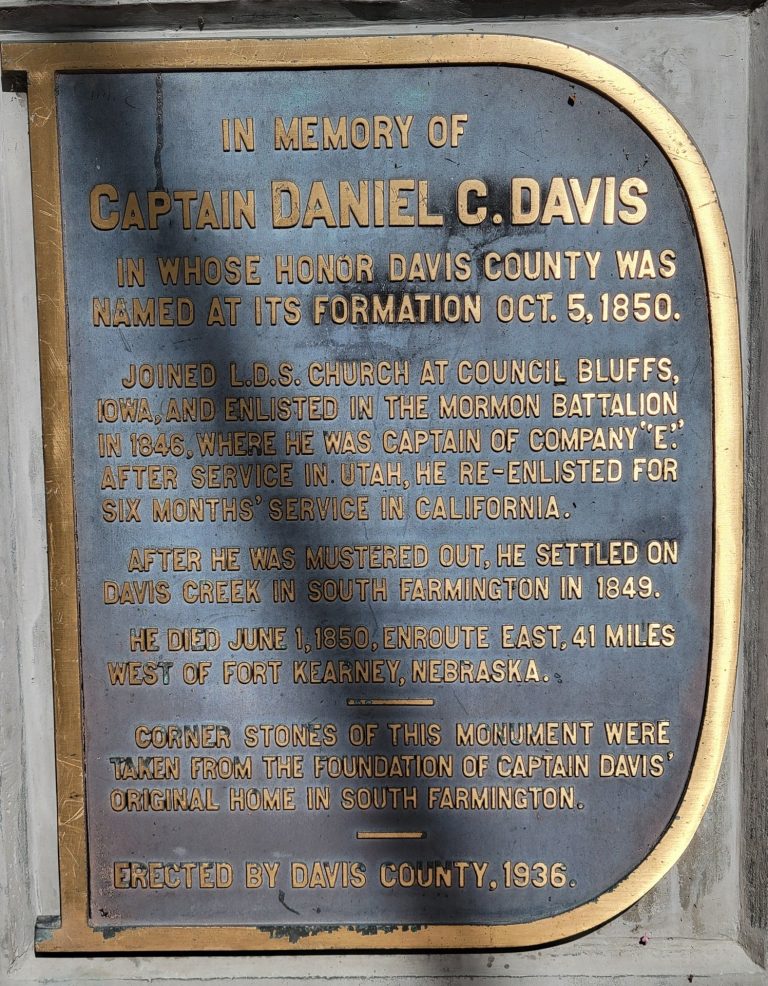 IN MEMORY OF
CAPTAIN DANIEL C. DAVIS
IN WHOSE HONOR DAVIS COUNTY WAS
NAMED AT ITS FORMATION OCT. 5, 1850.
JOINED L.D.S. CHURCH AT COUNCIL BLUFFS,
IOWA, AND ENLISTED IN THE MORMON BATTALION
IN 1846, WHERE HE WAS CAPTAIN OF COMPANY "E."
AFTER SERVICE IN UTAH, HE RE-ENLISTED FOR
SIX MONTHS' SERVICE IN CALIFORNIA.
AFTER HE WAS MUSTERED OUT, HE SETTLED ON
DAVIS CREEK IN SOUTH FARMINGTON IN 1849.
HE DIED JUNE 1, 1850, ENROUTE EAST, 41 MILES
WEST OF FORT KEARNEY, NEBRASKA.
CORNER STONES OF THIS MONUMENT WERE
TAKEN FROM THE FOUNDATION OF CAPTAIN DAVIS'
ORIGINAL HOME IN SOUTH FARMINGTON.
ERECTED BY DAVIS COUNTY, 1936.